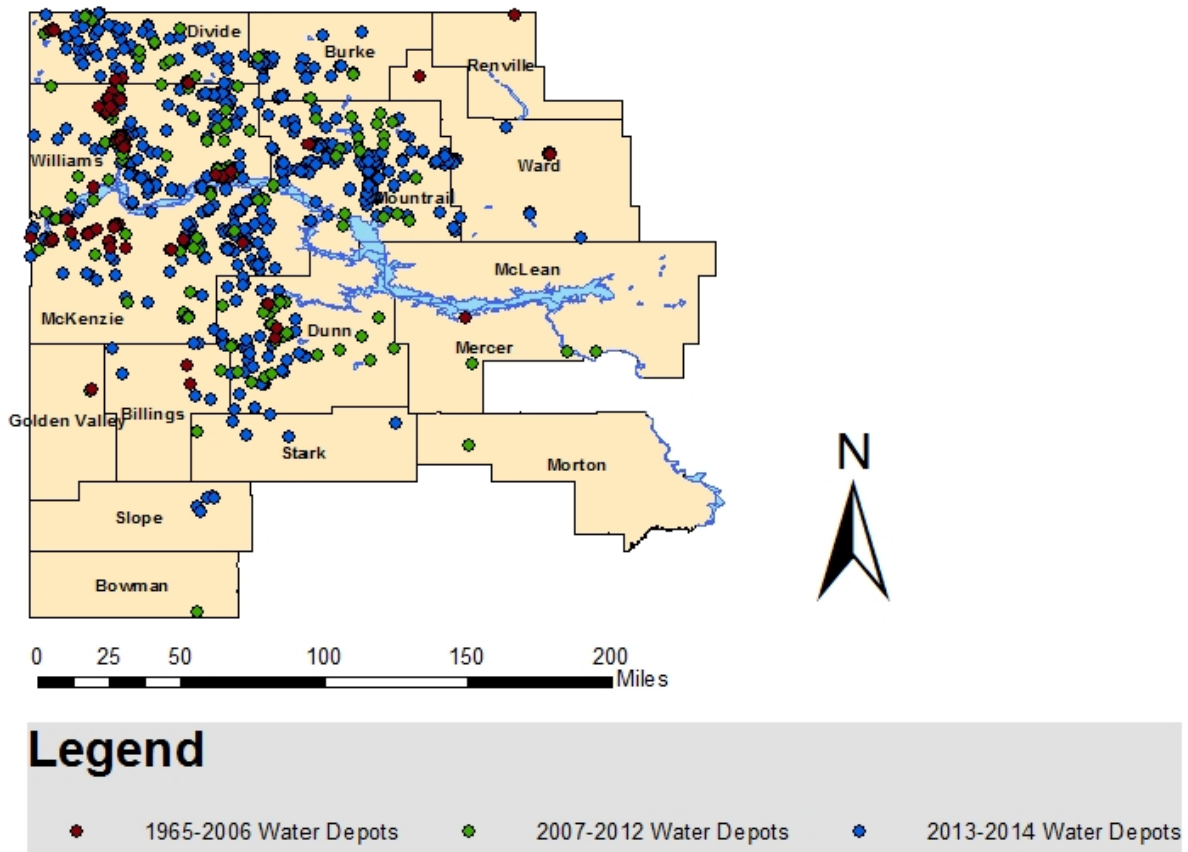 Divide
Burke
Renville
Williams
Ward
Mountrail
McLean
McKenzie
Dunn
Mercer
Golden Valley
Billings
Stark
Morton
N
Slope
Bowman
0 25 50 100 150 200
Miles
Legend
1965-2006 Water Depots 2007-2012 Water Depots 2013-2014 Water Depots